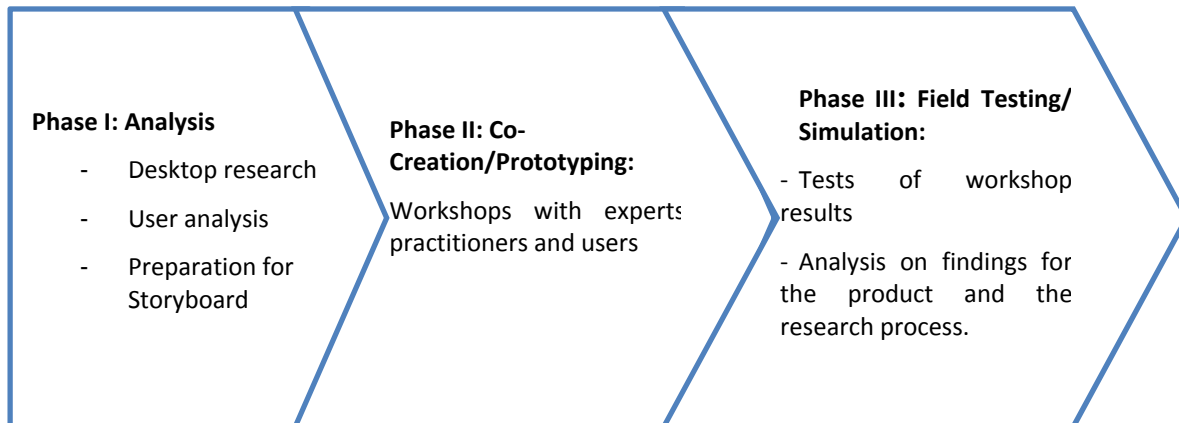 Phase I: Analysis
- Desktop research
- User analysis
- Preparation for
Storyboard
Phase II: Co-
Creation/Prototyping:
Workshops with experts
practitioners and users
Phase III: Field Testing/
Simulation:
- Tests of workshop
results
- Analysis on findings for
the product and the
research process.